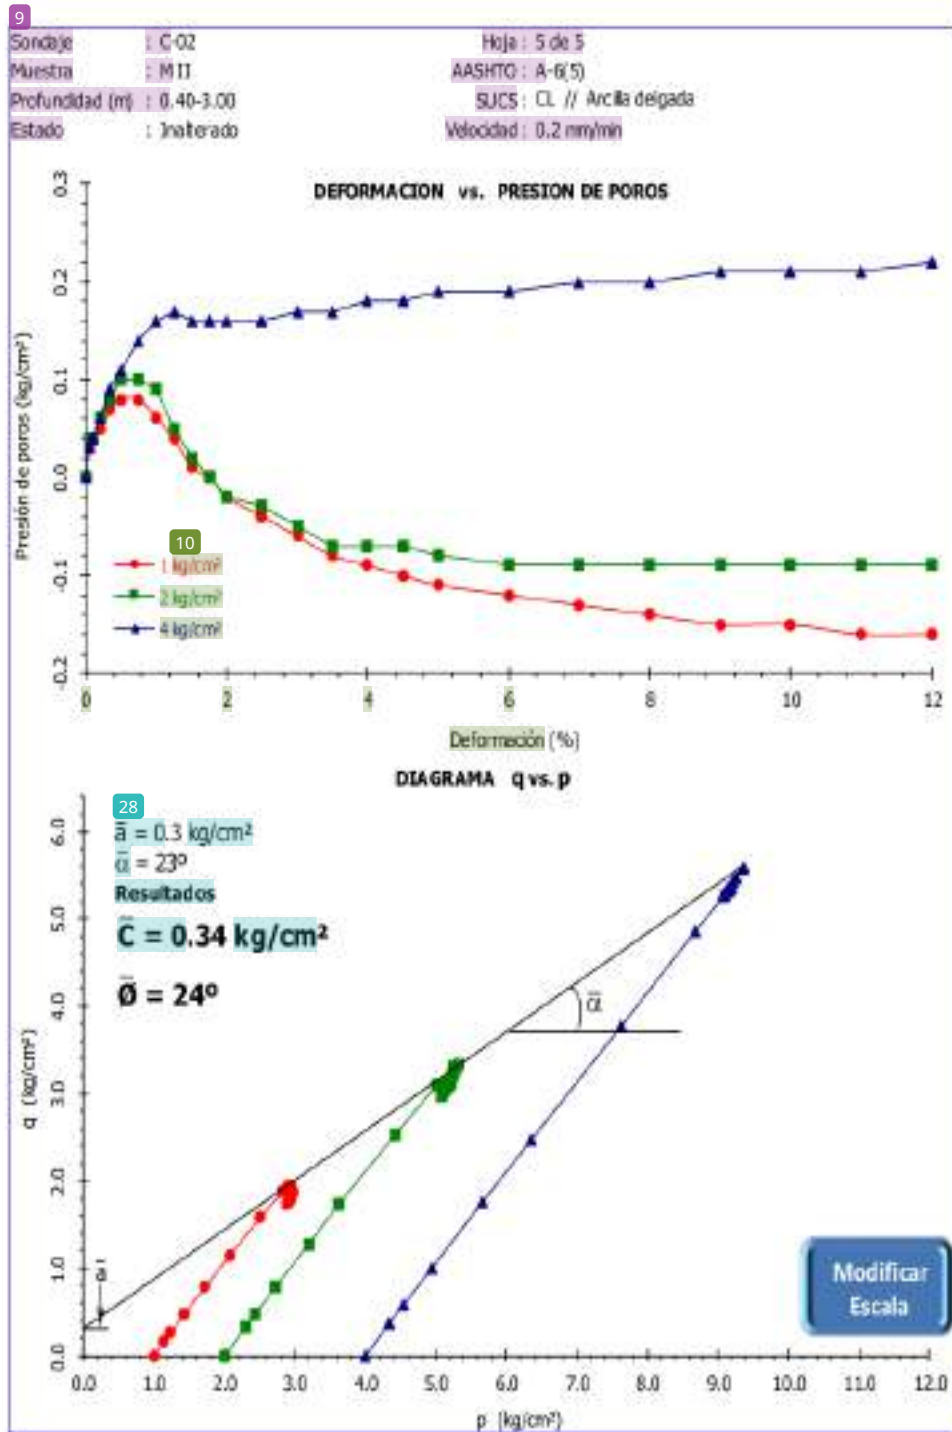 9
Sondaje : C-02 Hoja : 5 de 5
Muestra : M II AASHTO : A-6(5)
Profundidad (m) : 0.40-3.00 SUCS : CL // Arcilla delgada
Estado : Inalterado Velocidad : 0.2 mm/min
DEFORMACION vs. PRESION DE POROS
Presión de poros (kg/cm²)
0.3
0.2
0.1
0.0
-0.1
-0.2
10
1 kg/cm²
2 kg/cm²
4 kg/cm²
0 2 4 6 8 10 12
Deformación (%)
DIAGRAMA q vs. p
28
a̅ = 0.3 kg/cm²
α̅ = 23º
Resultados
C̅ = 0.34 kg/cm²
Ø̅ = 24º
q (kg/cm²)
6.0
5.0
4.0
3.0
2.0
1.0
0.0
α̅
Modificar
Escala
0.0 1.0 2.0 3.0 4.0 5.0 6.0 7.0 8.0 9.0 10.0 11.0 12.0
p (kg/cm²)